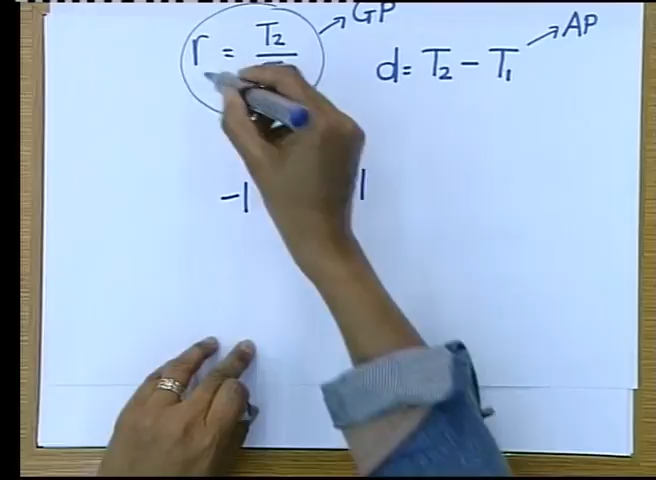 r = T₂ → GP
d = T₂ - T₁ → AP
-1 1